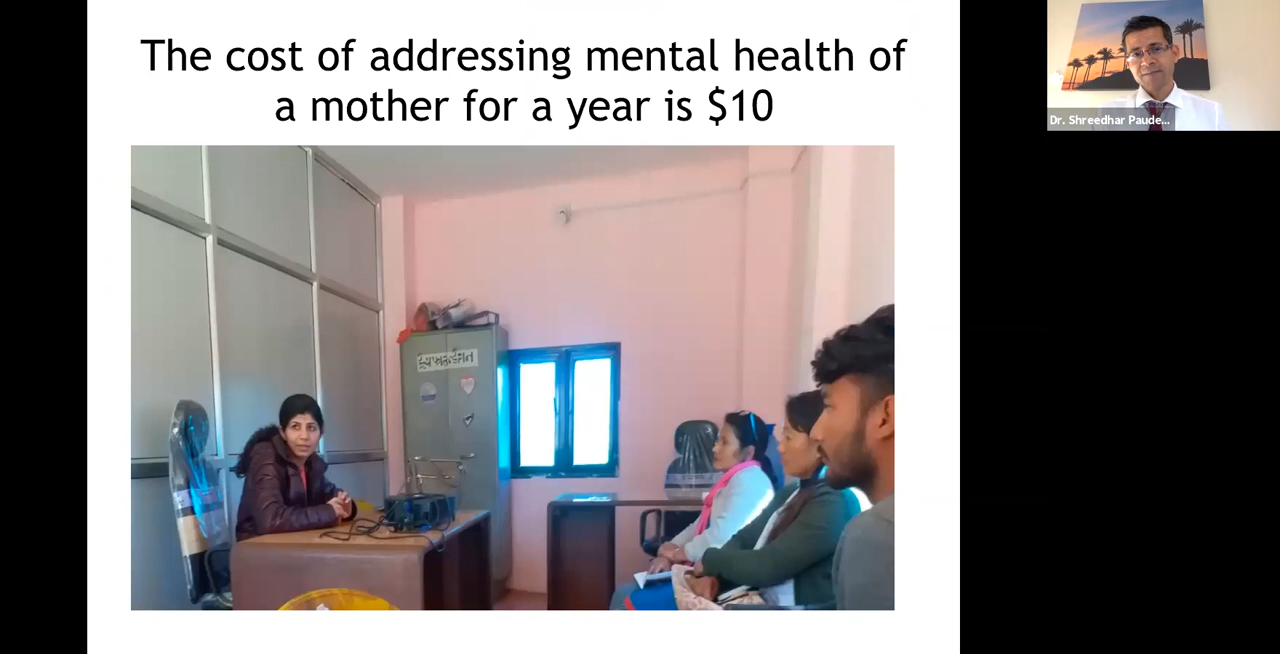 The cost of addressing mental health of
a mother for a year is $10
Dr. Shreedhar Paude...